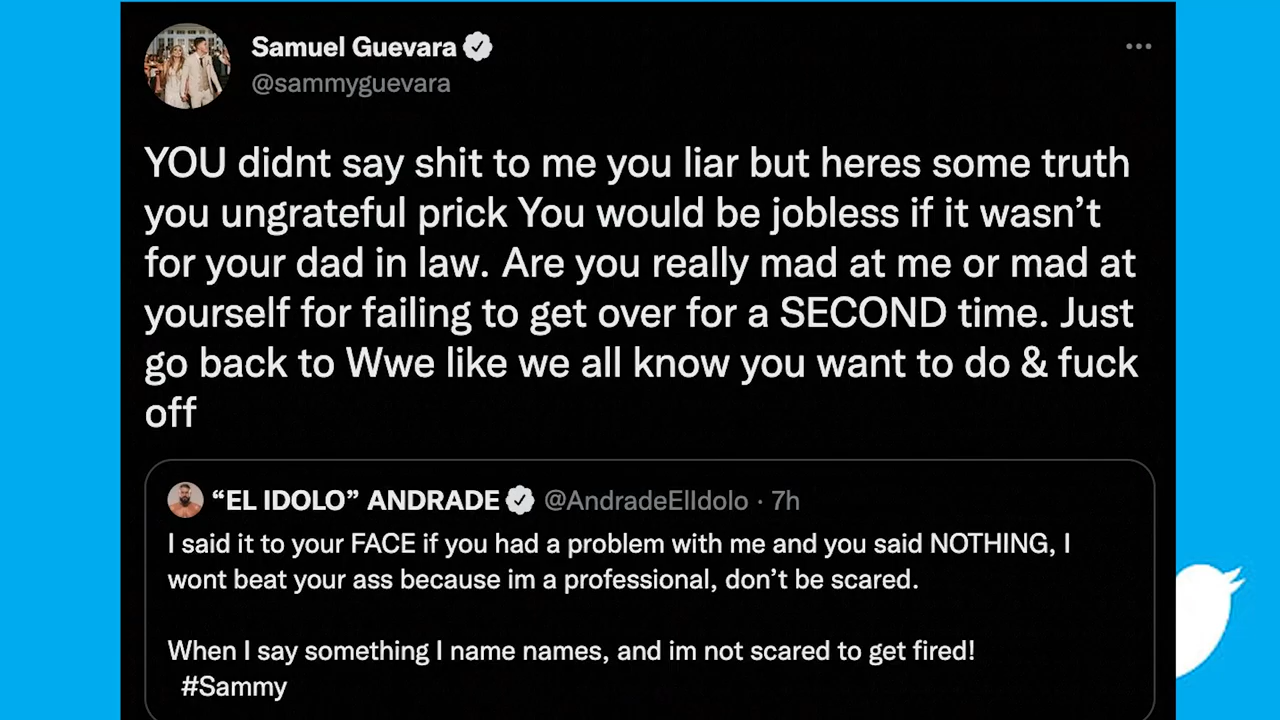 Samuel Guevara
@sammyguevara
YOU didnt say shit to me you liar but heres some truth
you ungrateful prick You would be jobless if it wasn’t
for your dad in law. Are you really mad at me or mad at
yourself for failing to get over for a SECOND time. Just
go back to Wwe like we all know you want to do & fuck
off
“EL IDOLO” ANDRADE @AndradeElIdolo · 7h
I said it to your FACE if you had a problem with me and you said NOTHING, I
wont beat your ass because im a professional, don’t be scared.
When I say something I name names, and im not scared to get fired!
#Sammy